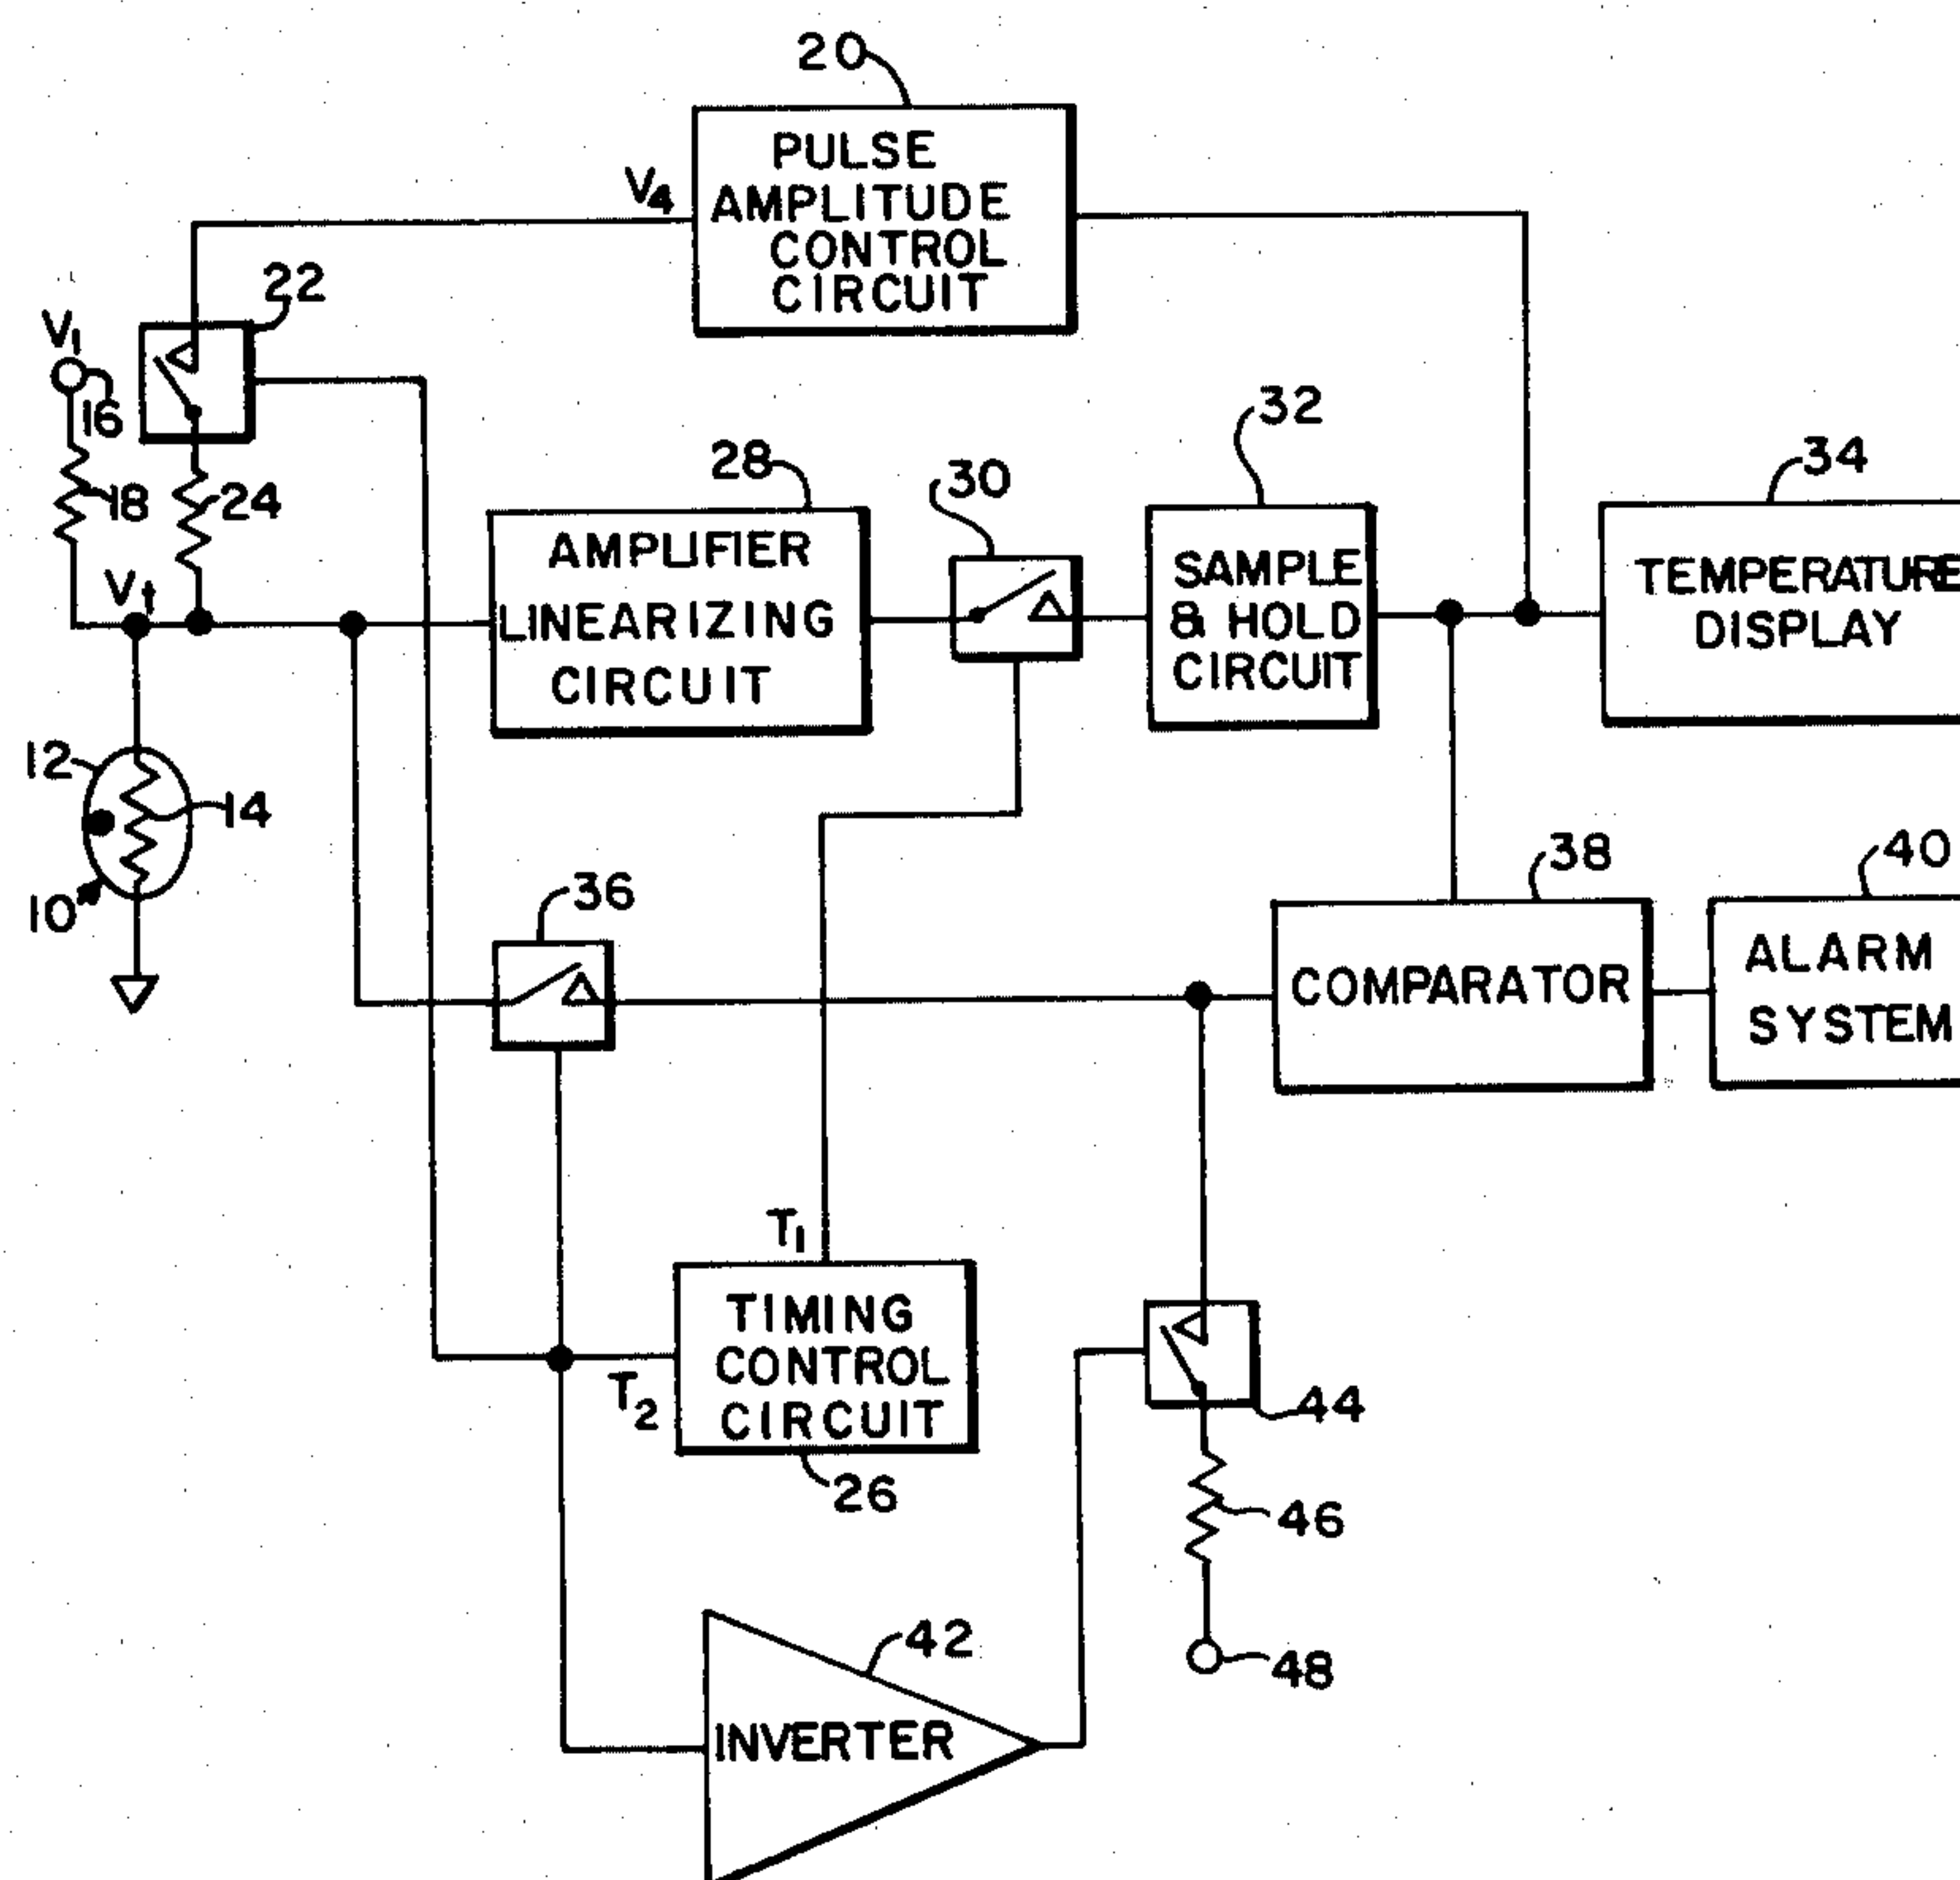 20
PULSE
AMPLITUDE
CONTROL
CIRCUIT
V4
22
V1
16
18
24
Vt
28
AMPLIFIER
LINEARIZING
CIRCUIT
30
32
SAMPLE
& HOLD
CIRCUIT
34
TEMPERATURE
DISPLAY
12
14
10
36
38
COMPARATOR
40
ALARM
SYSTEM
T1
TIMING
CONTROL
CIRCUIT
T2
26
44
46
48
42
INVERTER